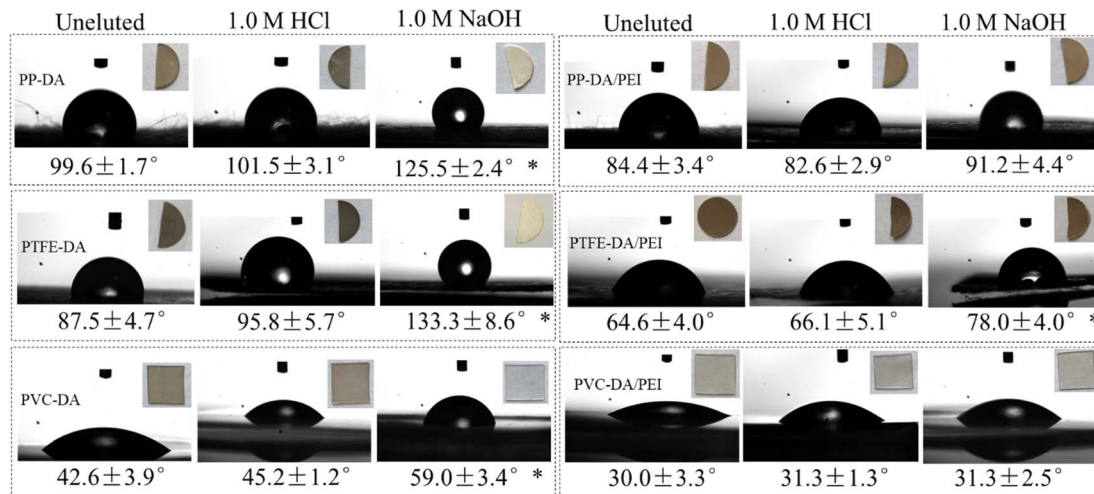 Uneluted 1.0 M HCl 1.0 M NaOH Uneluted 1.0 M HCl 1.0 M NaOH
PP-DA PP-DA/PEI
99.6±1.7° 101.5±3.1° 125.5±2.4° * 84.4±3.4° 82.6±2.9° 91.2±4.4°
PTFE-DA PTFE-DA/PEI
87.5±4.7° 95.8±5.7° 133.3±8.6° * 64.6±4.0° 66.1±5.1° 78.0±4.0° *
PVC-DA PVC-DA/PEI
42.6±3.9° 45.2±1.2° 59.0±3.4° * 30.0±3.3° 31.3±1.3° 31.3±2.5°